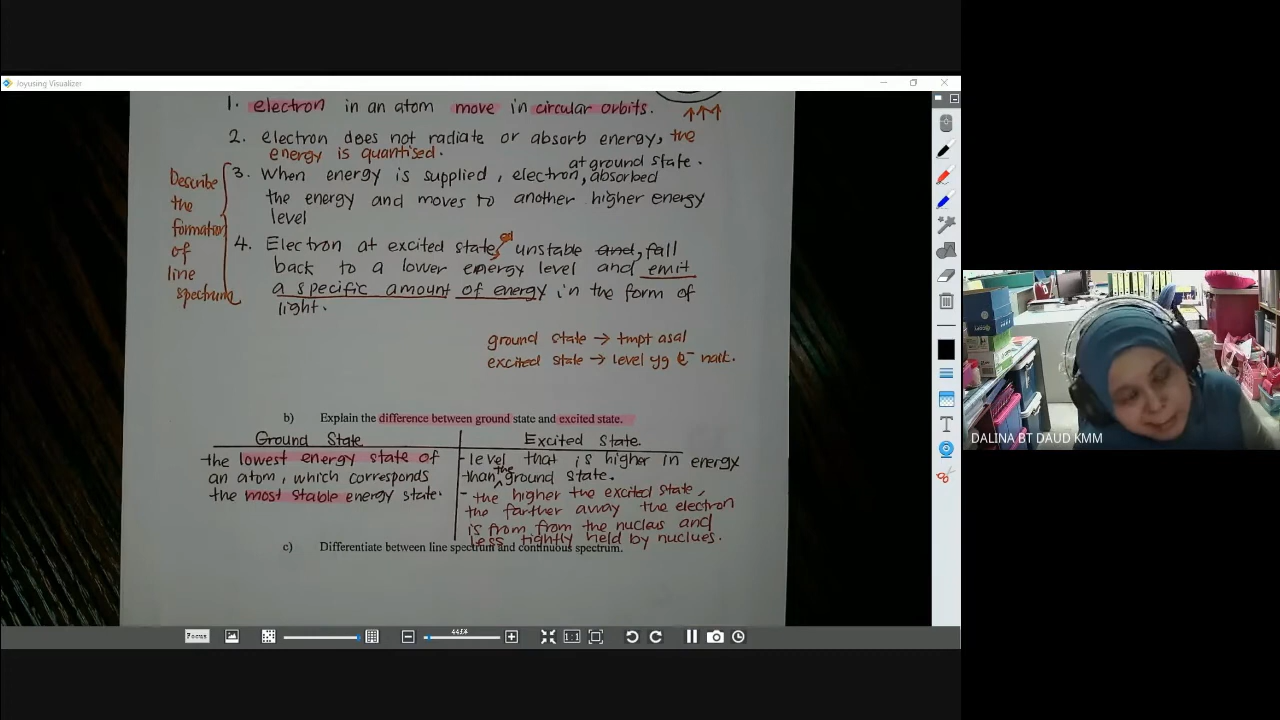 Joyusing Visualizer
1. electron in an atom move in circular orbits.
2. electron does not radiate or absorb energy, the
energy is quantised.
at ground state.
3. When energy is supplied, electron, absorbed
the energy and moves to another higher energy
level
Describe
the
formation
of
line
spectrum
4. Electron at excited state unstable and, fall
back to a lower energy level and emit
a specific amount of energy in the form of
light.
ground state → tmpt asal
excited state → level yg e⁻ naik.
b) Explain the difference between ground state and excited state.
Ground State
the lowest energy state of
an atom, which corresponds
the most stable energy state.
Excited State.
- level that is higher in energy
than the ground state.
- the higher the excited state,
the farther away the electron
is from from the nucleus and
less tightly held by nuclues.
c) Differentiate between line spectrum and continuous spectrum.
Focus
1:1
T
DALINA BT DAUD KMM